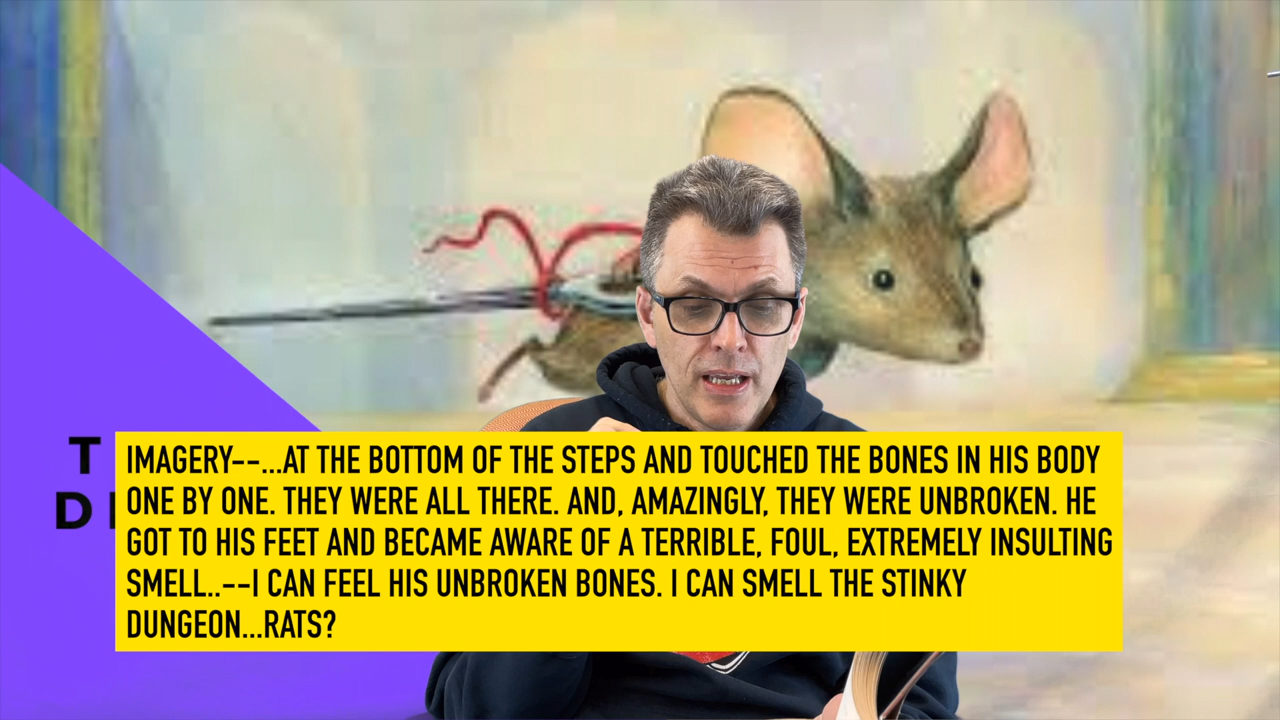 T
D
IMAGERY--...AT THE BOTTOM OF THE STEPS AND TOUCHED THE BONES IN HIS BODY
ONE BY ONE. THEY WERE ALL THERE. AND, AMAZINGLY, THEY WERE UNBROKEN. HE
GOT TO HIS FEET AND BECAME AWARE OF A TERRIBLE, FOUL, EXTREMELY INSULTING
SMELL..--I CAN FEEL HIS UNBROKEN BONES. I CAN SMELL THE STINKY
DUNGEON...RATS?